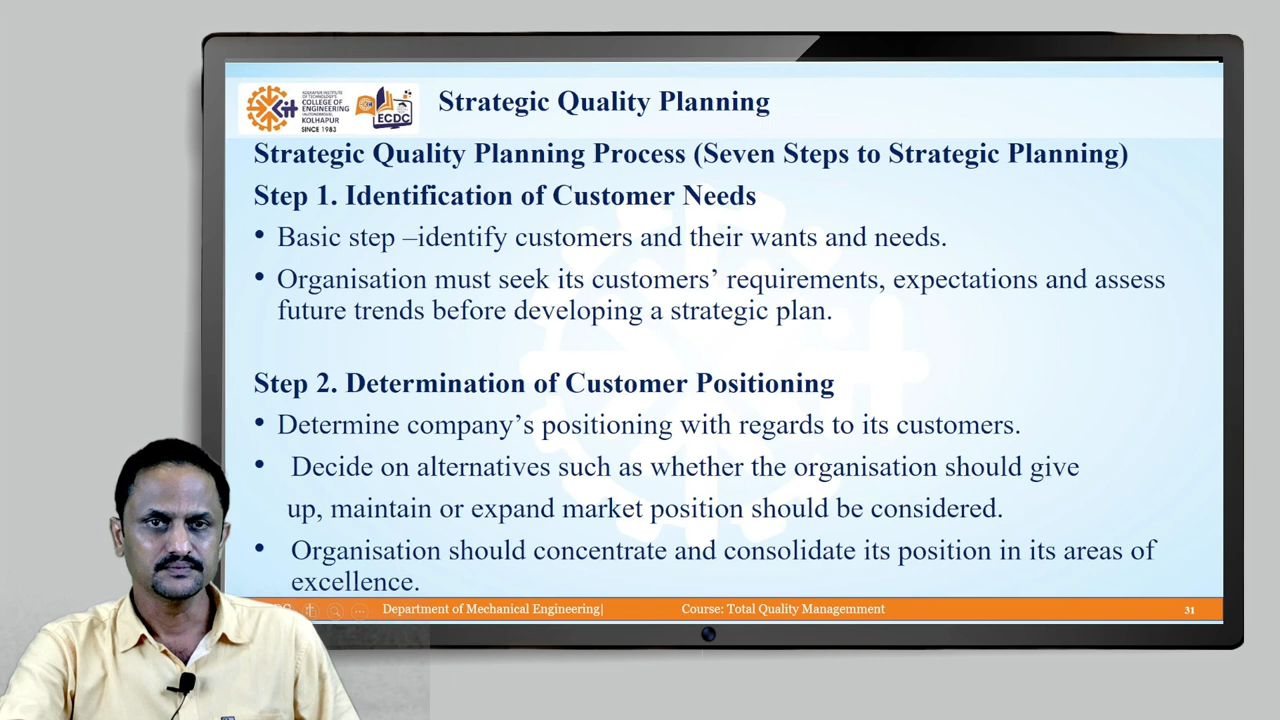 KOLHAPUR INSTITUTE
OF TECHNOLOGY'S
COLLEGE OF
ENGINEERING
(AUTONOMOUS),
KOLHAPUR
SINCE 1983
ECDC
Strategic Quality Planning
Strategic Quality Planning Process (Seven Steps to Strategic Planning)
Step 1. Identification of Customer Needs
• Basic step –identify customers and their wants and needs.
• Organisation must seek its customers’ requirements, expectations and assess
future trends before developing a strategic plan.
Step 2. Determination of Customer Positioning
• Determine company’s positioning with regards to its customers.
• Decide on alternatives such as whether the organisation should give
up, maintain or expand market position should be considered.
• Organisation should concentrate and consolidate its position in its areas of
excellence.
Department of Mechanical Engineering|
Course: Total Quality Managemment
31